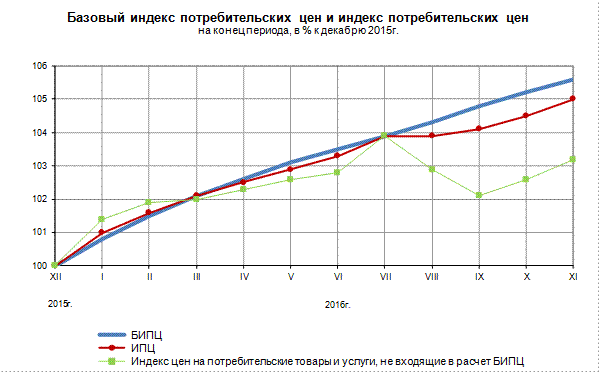 Базовый индекс потребительских цен и индекс потребительских цен
на конец периода, в % к декабрю 2015г.
106
105
104
103
102
101
100
XII I II III IV V VI VII VIII IX X XI
2015г. 2016г.
БИПЦ
ИПЦ
Индекс цен на потребительские товары и услуги, не входящие в расчет БИПЦ